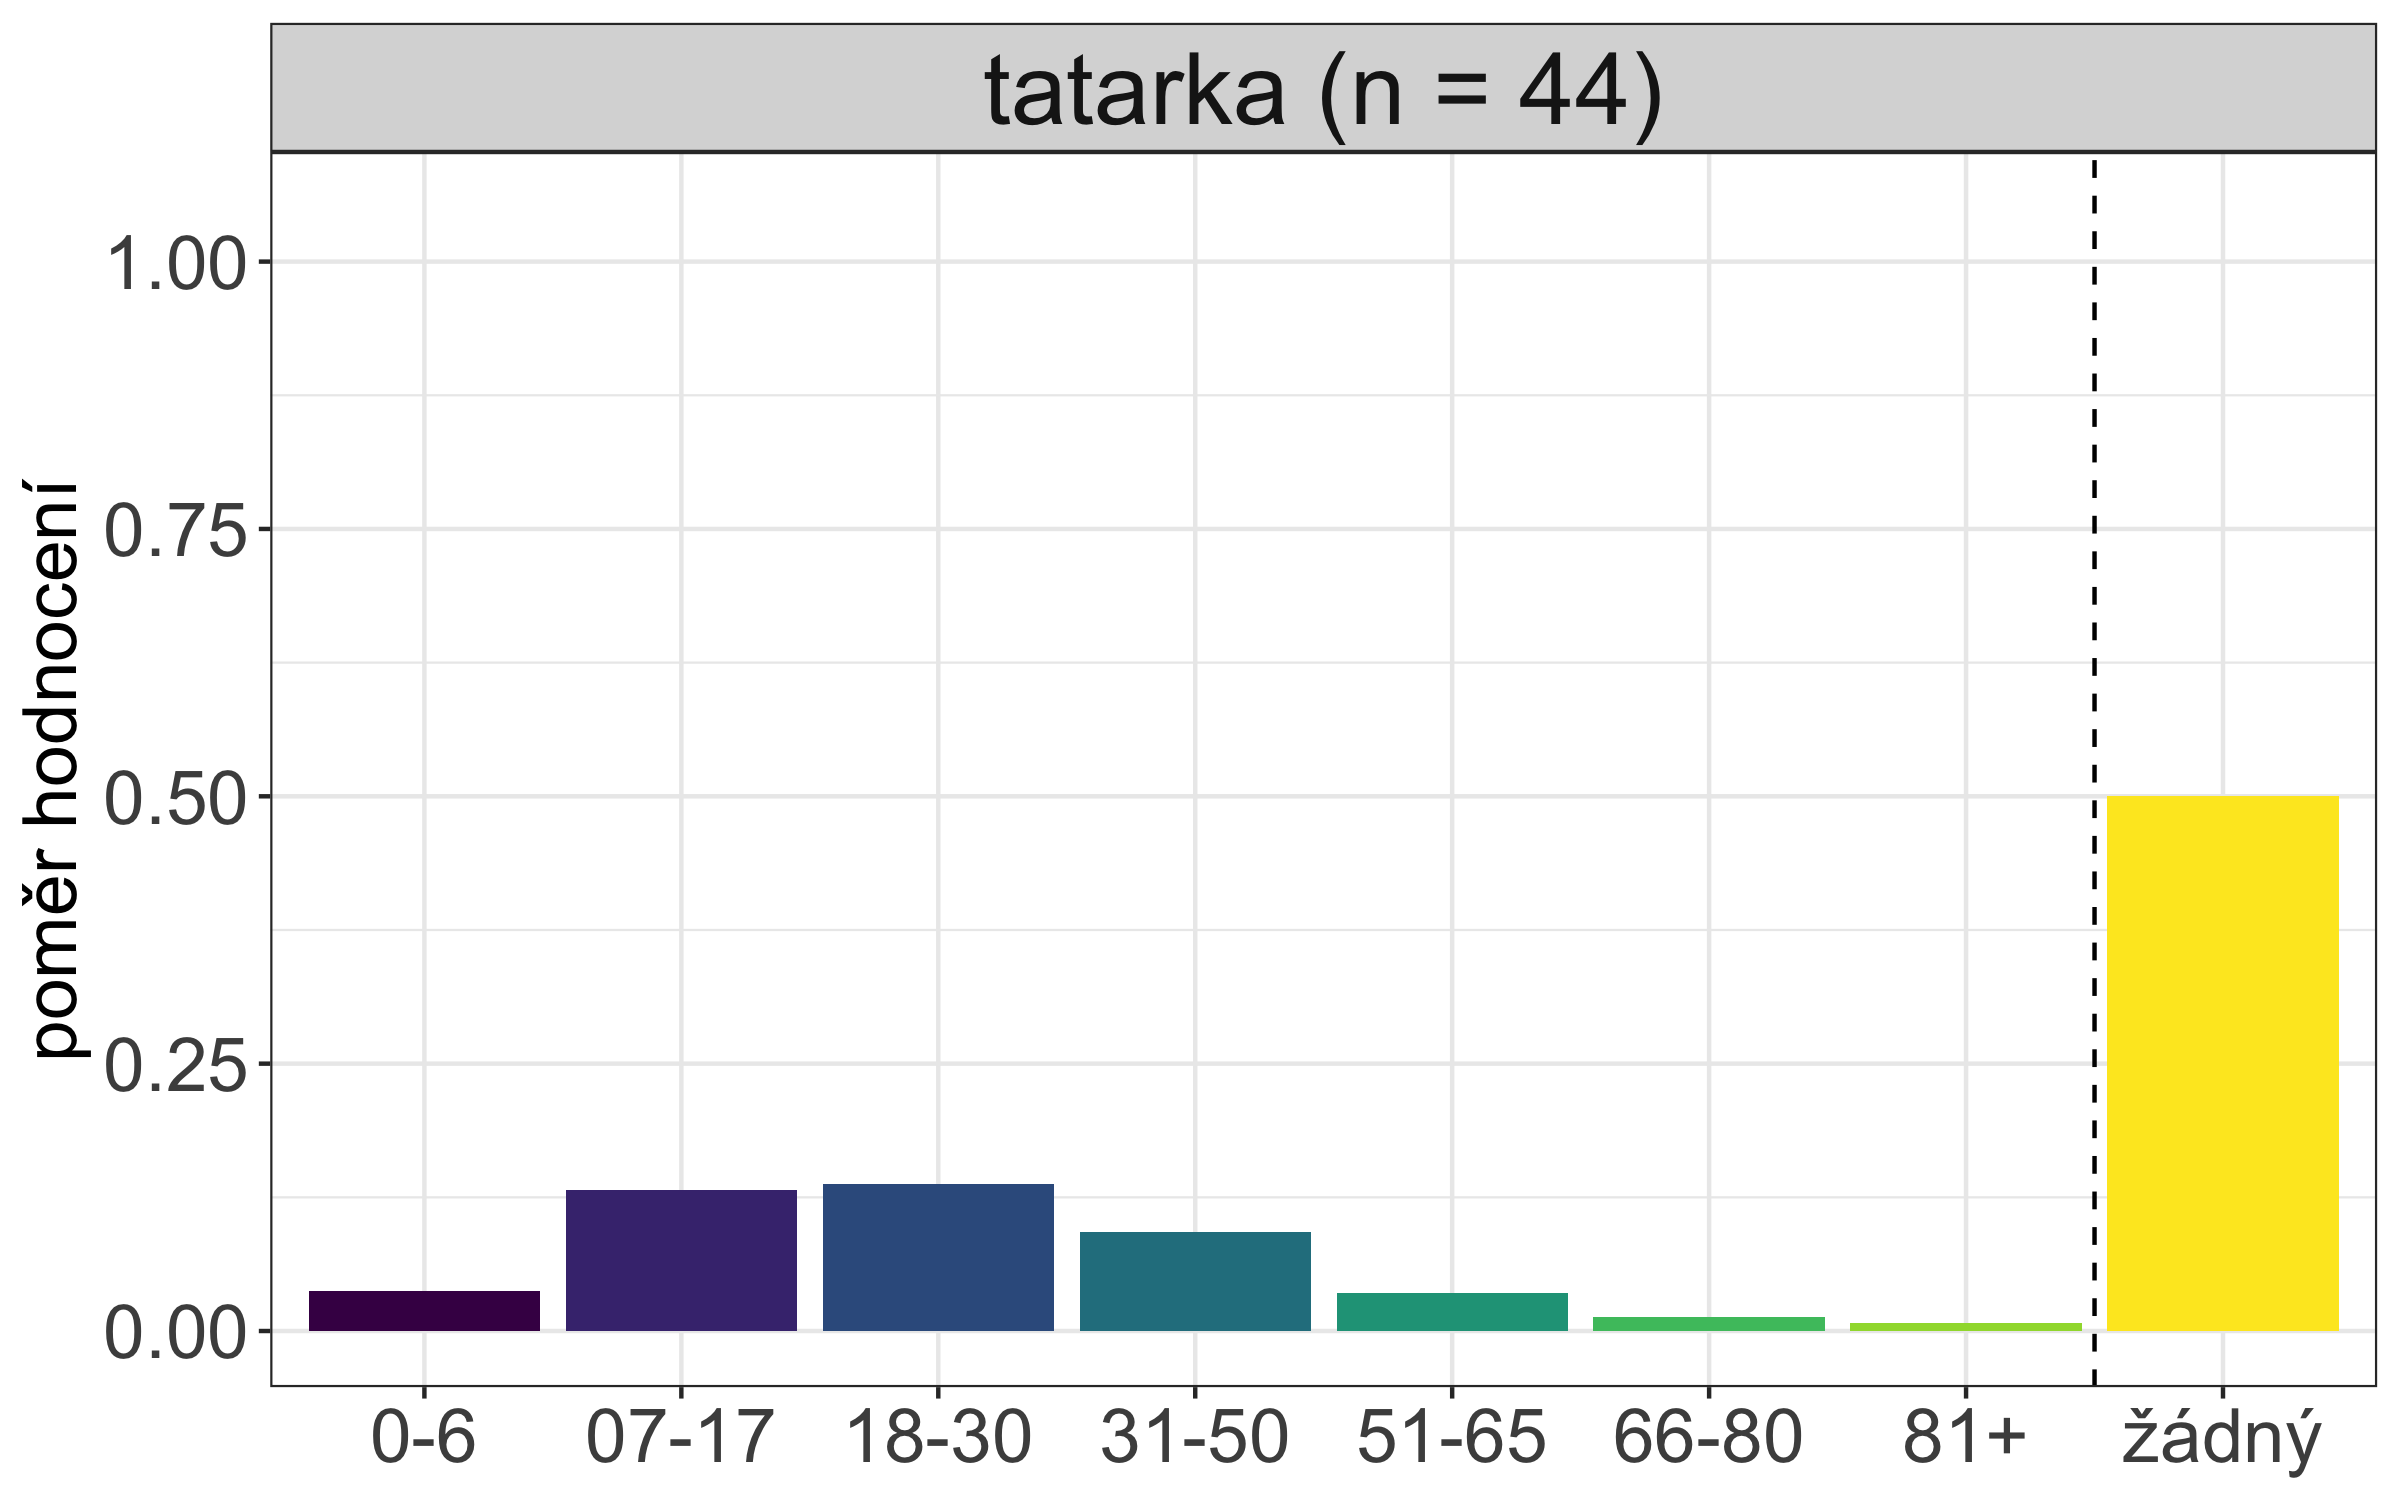 tatarka (n = 44)
poměr hodnocení
1.00
0.75
0.50
0.25
0.00
0-6 07-17 18-30 31-50 51-65 66-80 81+ žádný